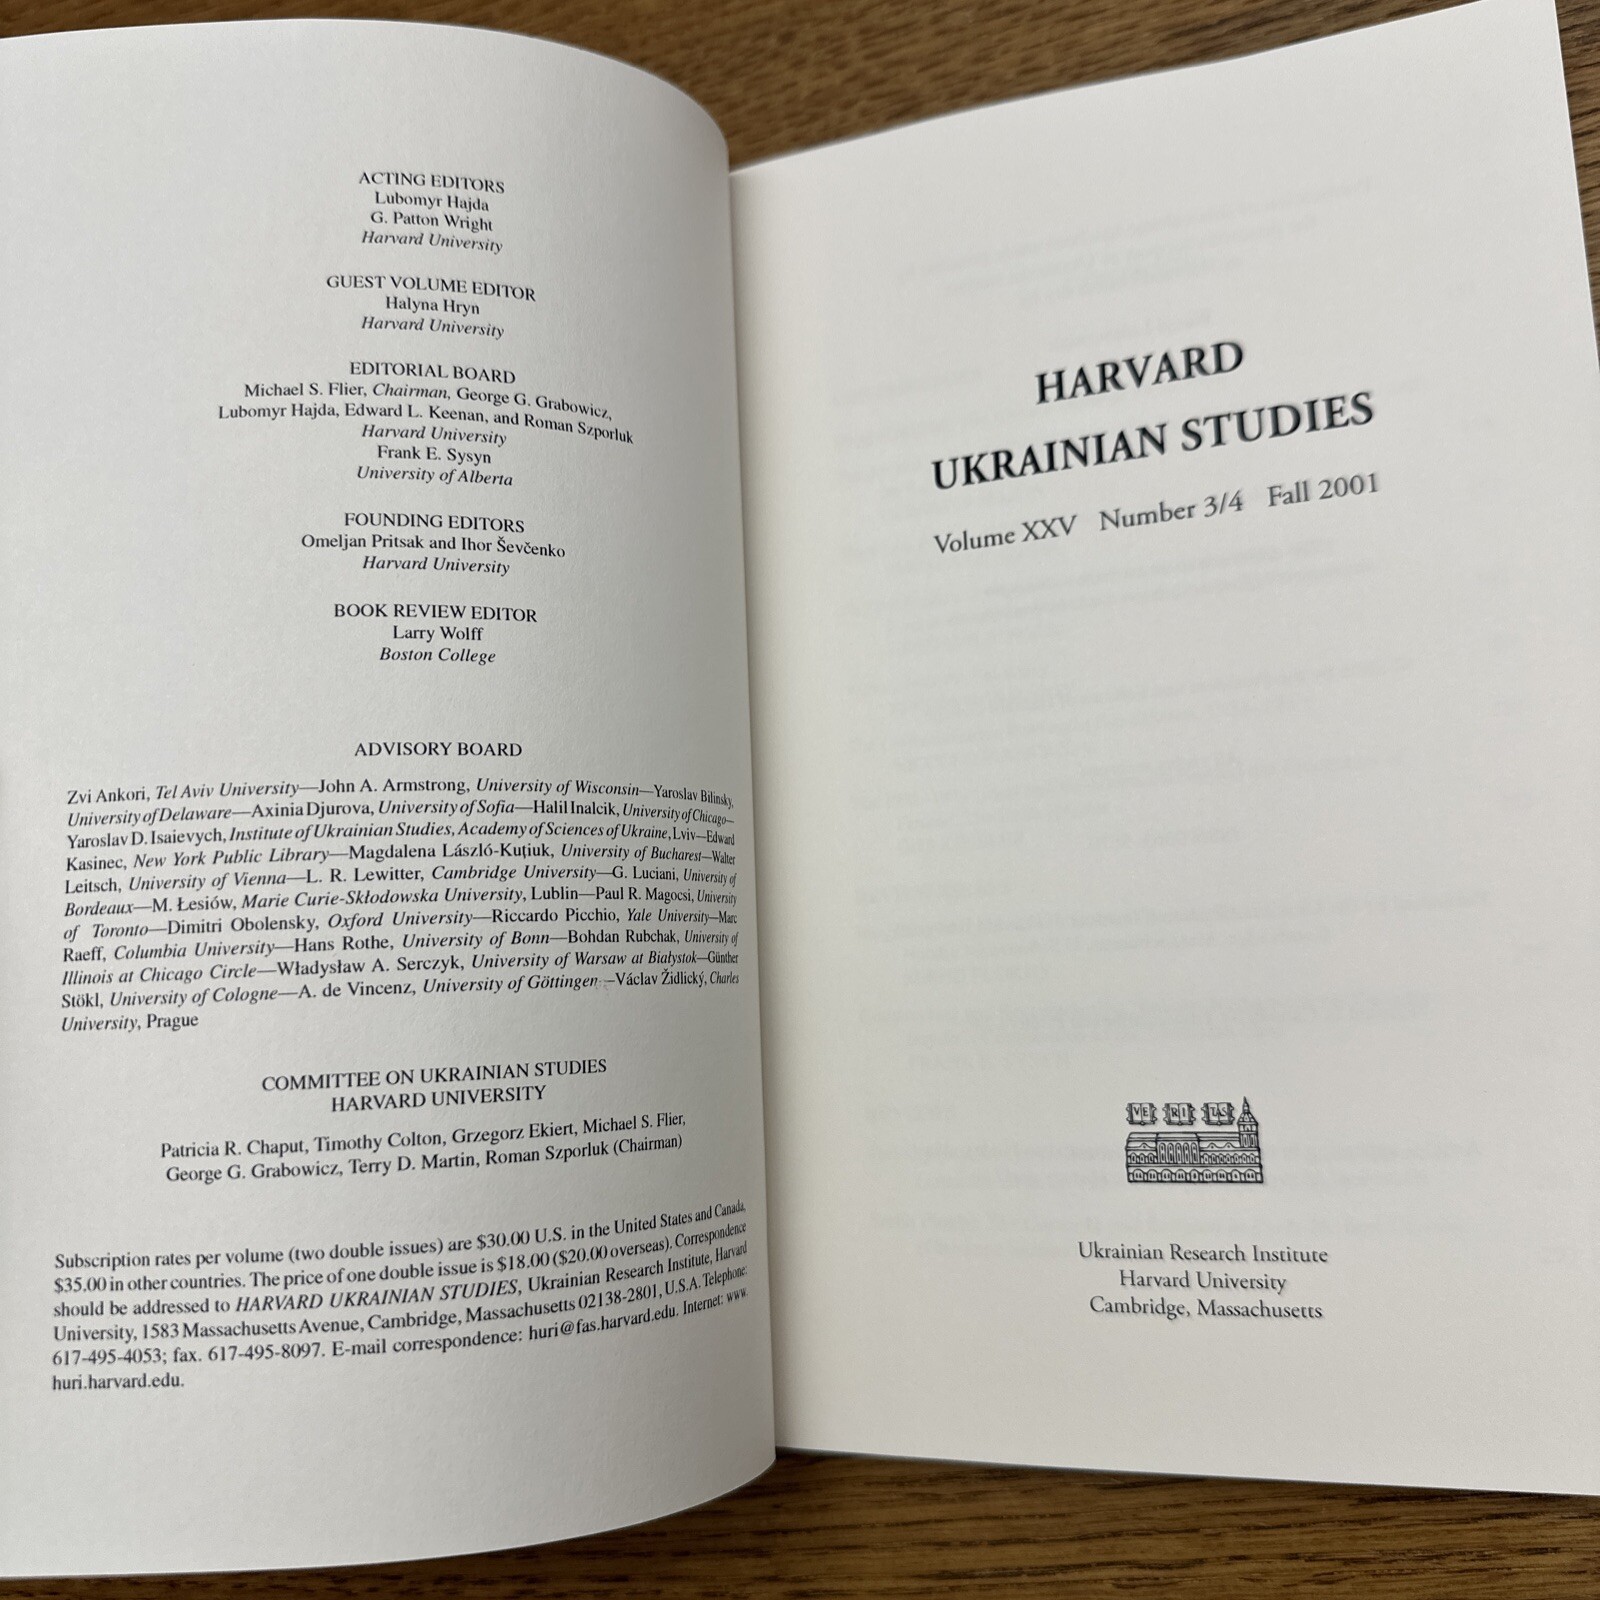 ACTING EDITORS
Lubomyr Hajda
G. Patton Wright
Harvard University
GUEST VOLUME EDITOR
Halyna Hryn
Harvard University
EDITORIAL BOARD
Michael S. Flier, Chairman, George G. Grabowicz,
Lubomyr Hajda, Edward L. Keenan, and Roman Szporluk
Harvard University
Frank E. Sysyn
University of Alberta
FOUNDING EDITORS
Omeljan Pritsak and Ihor Ševčenko
Harvard University
BOOK REVIEW EDITOR
Larry Wolff
Boston College
ADVISORY BOARD
Zvi Ankori, Tel Aviv University—John A. Armstrong, University of Wisconsin—Yaroslav Bilinsky,
University of Delaware—Axinia Djurova, University of Sofia—Halil Inalcik, University of Chicago—
Yaroslav D. Isaievych, Institute of Ukrainian Studies, Academy of Sciences of Ukraine, Lviv—Edward
Kasinec, New York Public Library—Magdalena László-Kuţiuk, University of Bucharest—Walter
Leitsch, University of Vienna—L. R. Lewitter, Cambridge University—G. Luciani, University of
Bordeaux—M. Łesiów, Marie Curie-Skłodowska University, Lublin—Paul R. Magocsi, University
of Toronto—Dimitri Obolensky, Oxford University—Riccardo Picchio, Yale University—Marc
Raeff, Columbia University—Hans Rothe, University of Bonn—Bohdan Rubchak, University of
Illinois at Chicago Circle—Władysław A. Serczyk, University of Warsaw at Białystok—Günther
Stökl, University of Cologne—A. de Vincenz, University of Göttingen—Václav Židlický, Charles
University, Prague
COMMITTEE ON UKRAINIAN STUDIES
HARVARD UNIVERSITY
Patricia R. Chaput, Timothy Colton, Grzegorz Ekiert, Michael S. Flier,
George G. Grabowicz, Terry D. Martin, Roman Szporluk (Chairman)
Subscription rates per volume (two double issues) are $30.00 U.S. in the United States and Canada,
$35.00 in other countries. The price of one double issue is $18.00 ($20.00 overseas). Correspondence
should be addressed to HARVARD UKRAINIAN STUDIES, Ukrainian Research Institute, Harvard
University, 1583 Massachusetts Avenue, Cambridge, Massachusetts 02138-2801, U.S.A. Telephone:
617-495-4053; fax. 617-495-8097. E-mail correspondence: huri@fas.harvard.edu. Internet: www.
huri.harvard.edu.
HARVARD
UKRAINIAN STUDIES
Volume XXV Number 3/4 Fall 2001
VE RI TAS
Ukrainian Research Institute
Harvard University
Cambridge, Massachusetts